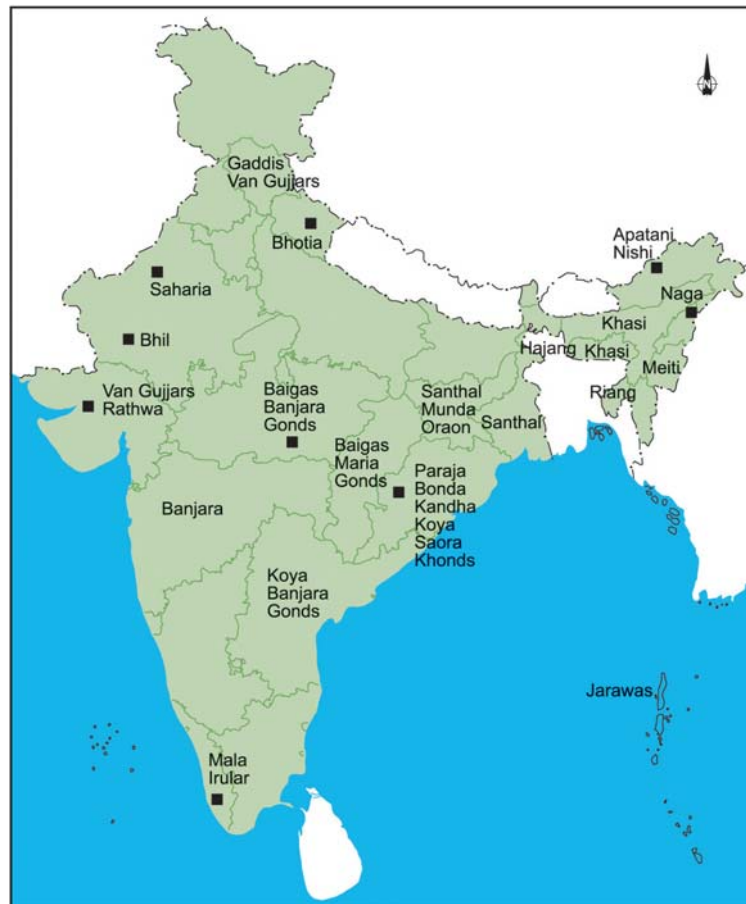 N
Gaddis
Van Gujjars
Bhotia
Apatani
Nishi
Saharia
Naga
Khasi
Bhil
Hajang
Khasi
Meiti
Van Gujjars
Rathwa
Baigas
Banjara
Gonds
Santhal
Munda
Oraon
Santhal
Riang
Baigas
Maria
Gonds
Paraja
Bonda
Kandha
Koya
Saora
Khonds
Banjara
Koya
Banjara
Gonds
Jarawas
Mala
Irular